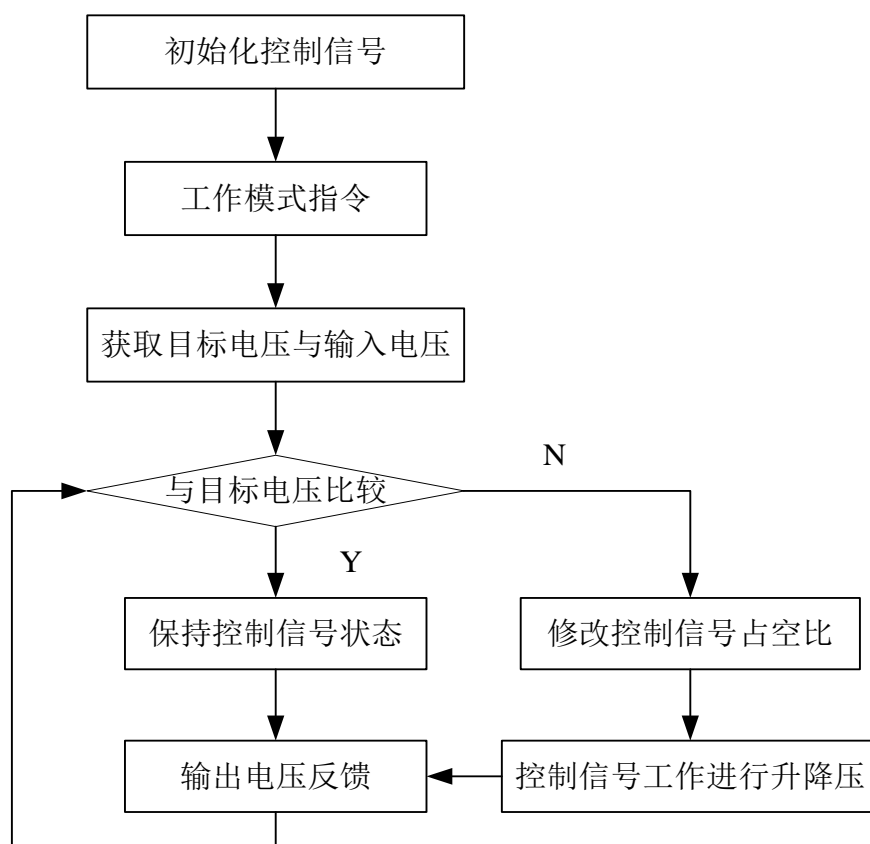 初始化控制信号
工作模式指令
获取目标电压与输入电压
与目标电压比较
N
Y
保持控制信号状态
修改控制信号占空比
输出电压反馈
控制信号工作进行升降压